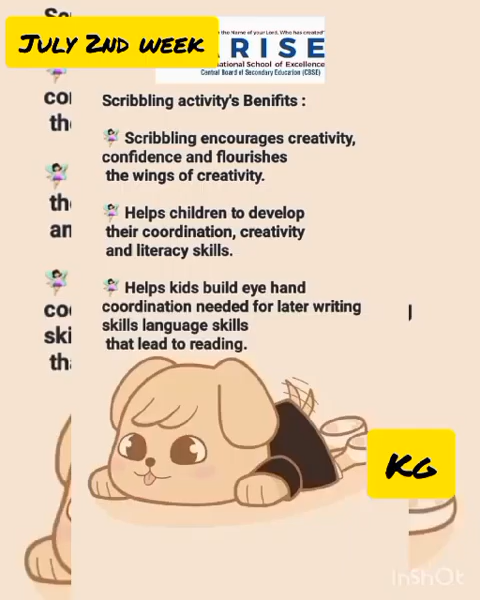 JULY 2ND WEEK
the Name of your Lord, Who has created"
RISE
national School of Excellence
Central Board of Secondary Education (CBSE)
Scribbling activity's Benifits :
Scribbling encourages creativity,
confidence and flourishes
the wings of creativity.
Helps children to develop
their coordination, creativity
and literacy skills.
Helps kids build eye hand
coordination needed for later writing
skills language skills
that lead to reading.
KG
InShOt